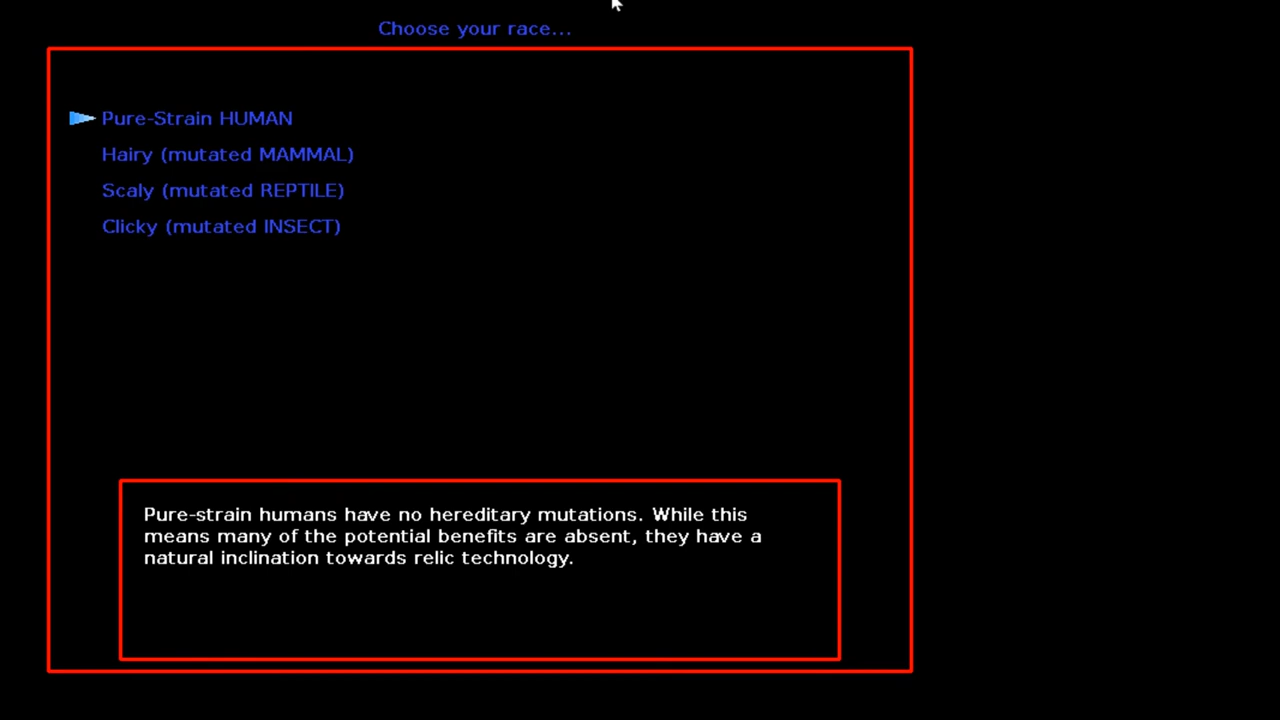 Choose your race...
Pure-Strain HUMAN
Hairy (mutated MAMMAL)
Scaly (mutated REPTILE)
Clicky (mutated INSECT)
Pure-strain humans have no hereditary mutations. While this
means many of the potential benefits are absent, they have a
natural inclination towards relic technology.